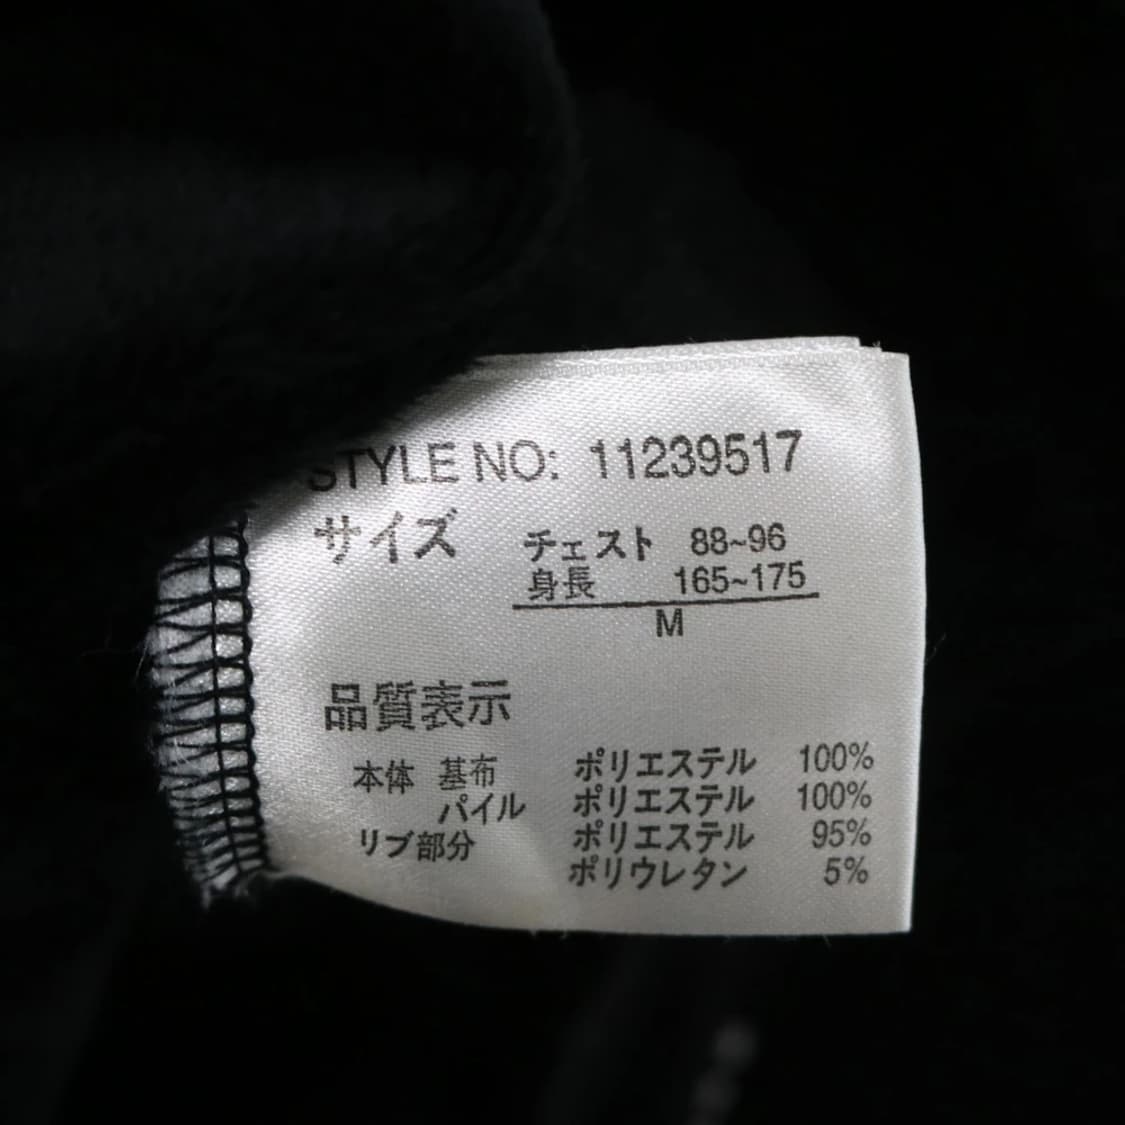 STYLE NO: 11239517
サイズ
チェスト 88~96
身長 165~175
M
品質表示
本体 基布 ポリエステル 100%
パイル ポリエステル 100%
リブ部分 ポリエステル 95%
ポリウレタン 5%